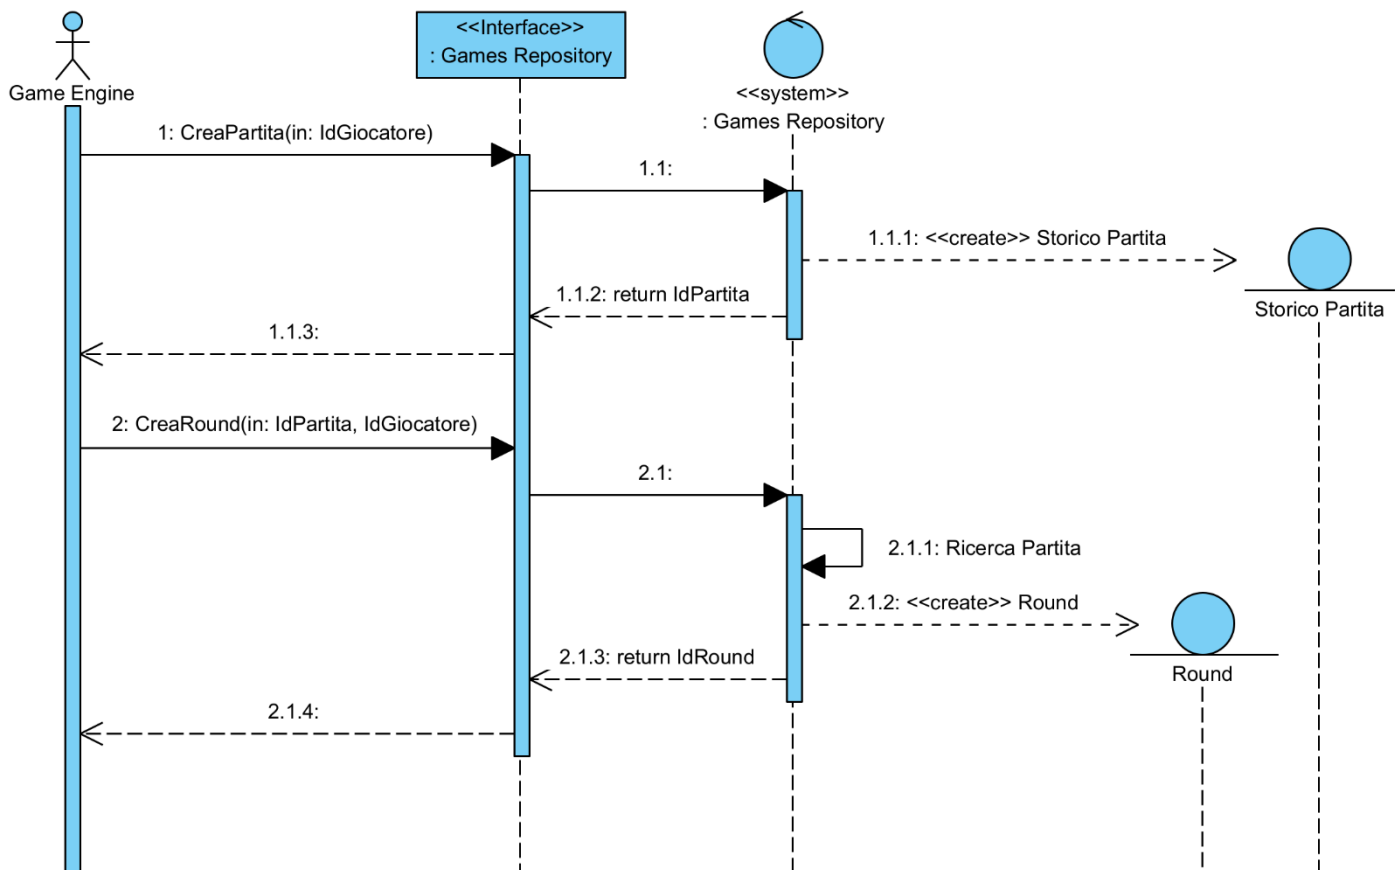 <<Interface>>
: Games Repository
Game Engine
<<system>>
: Games Repository
1: CreaPartita(in: IdGiocatore)
1.1:
1.1.1: <<create>> Storico Partita
1.1.2: return IdPartita
Storico Partita
1.1.3:
2: CreaRound(in: IdPartita, IdGiocatore)
2.1:
2.1.1: Ricerca Partita
2.1.2: <<create>> Round
2.1.3: return IdRound
Round
2.1.4: